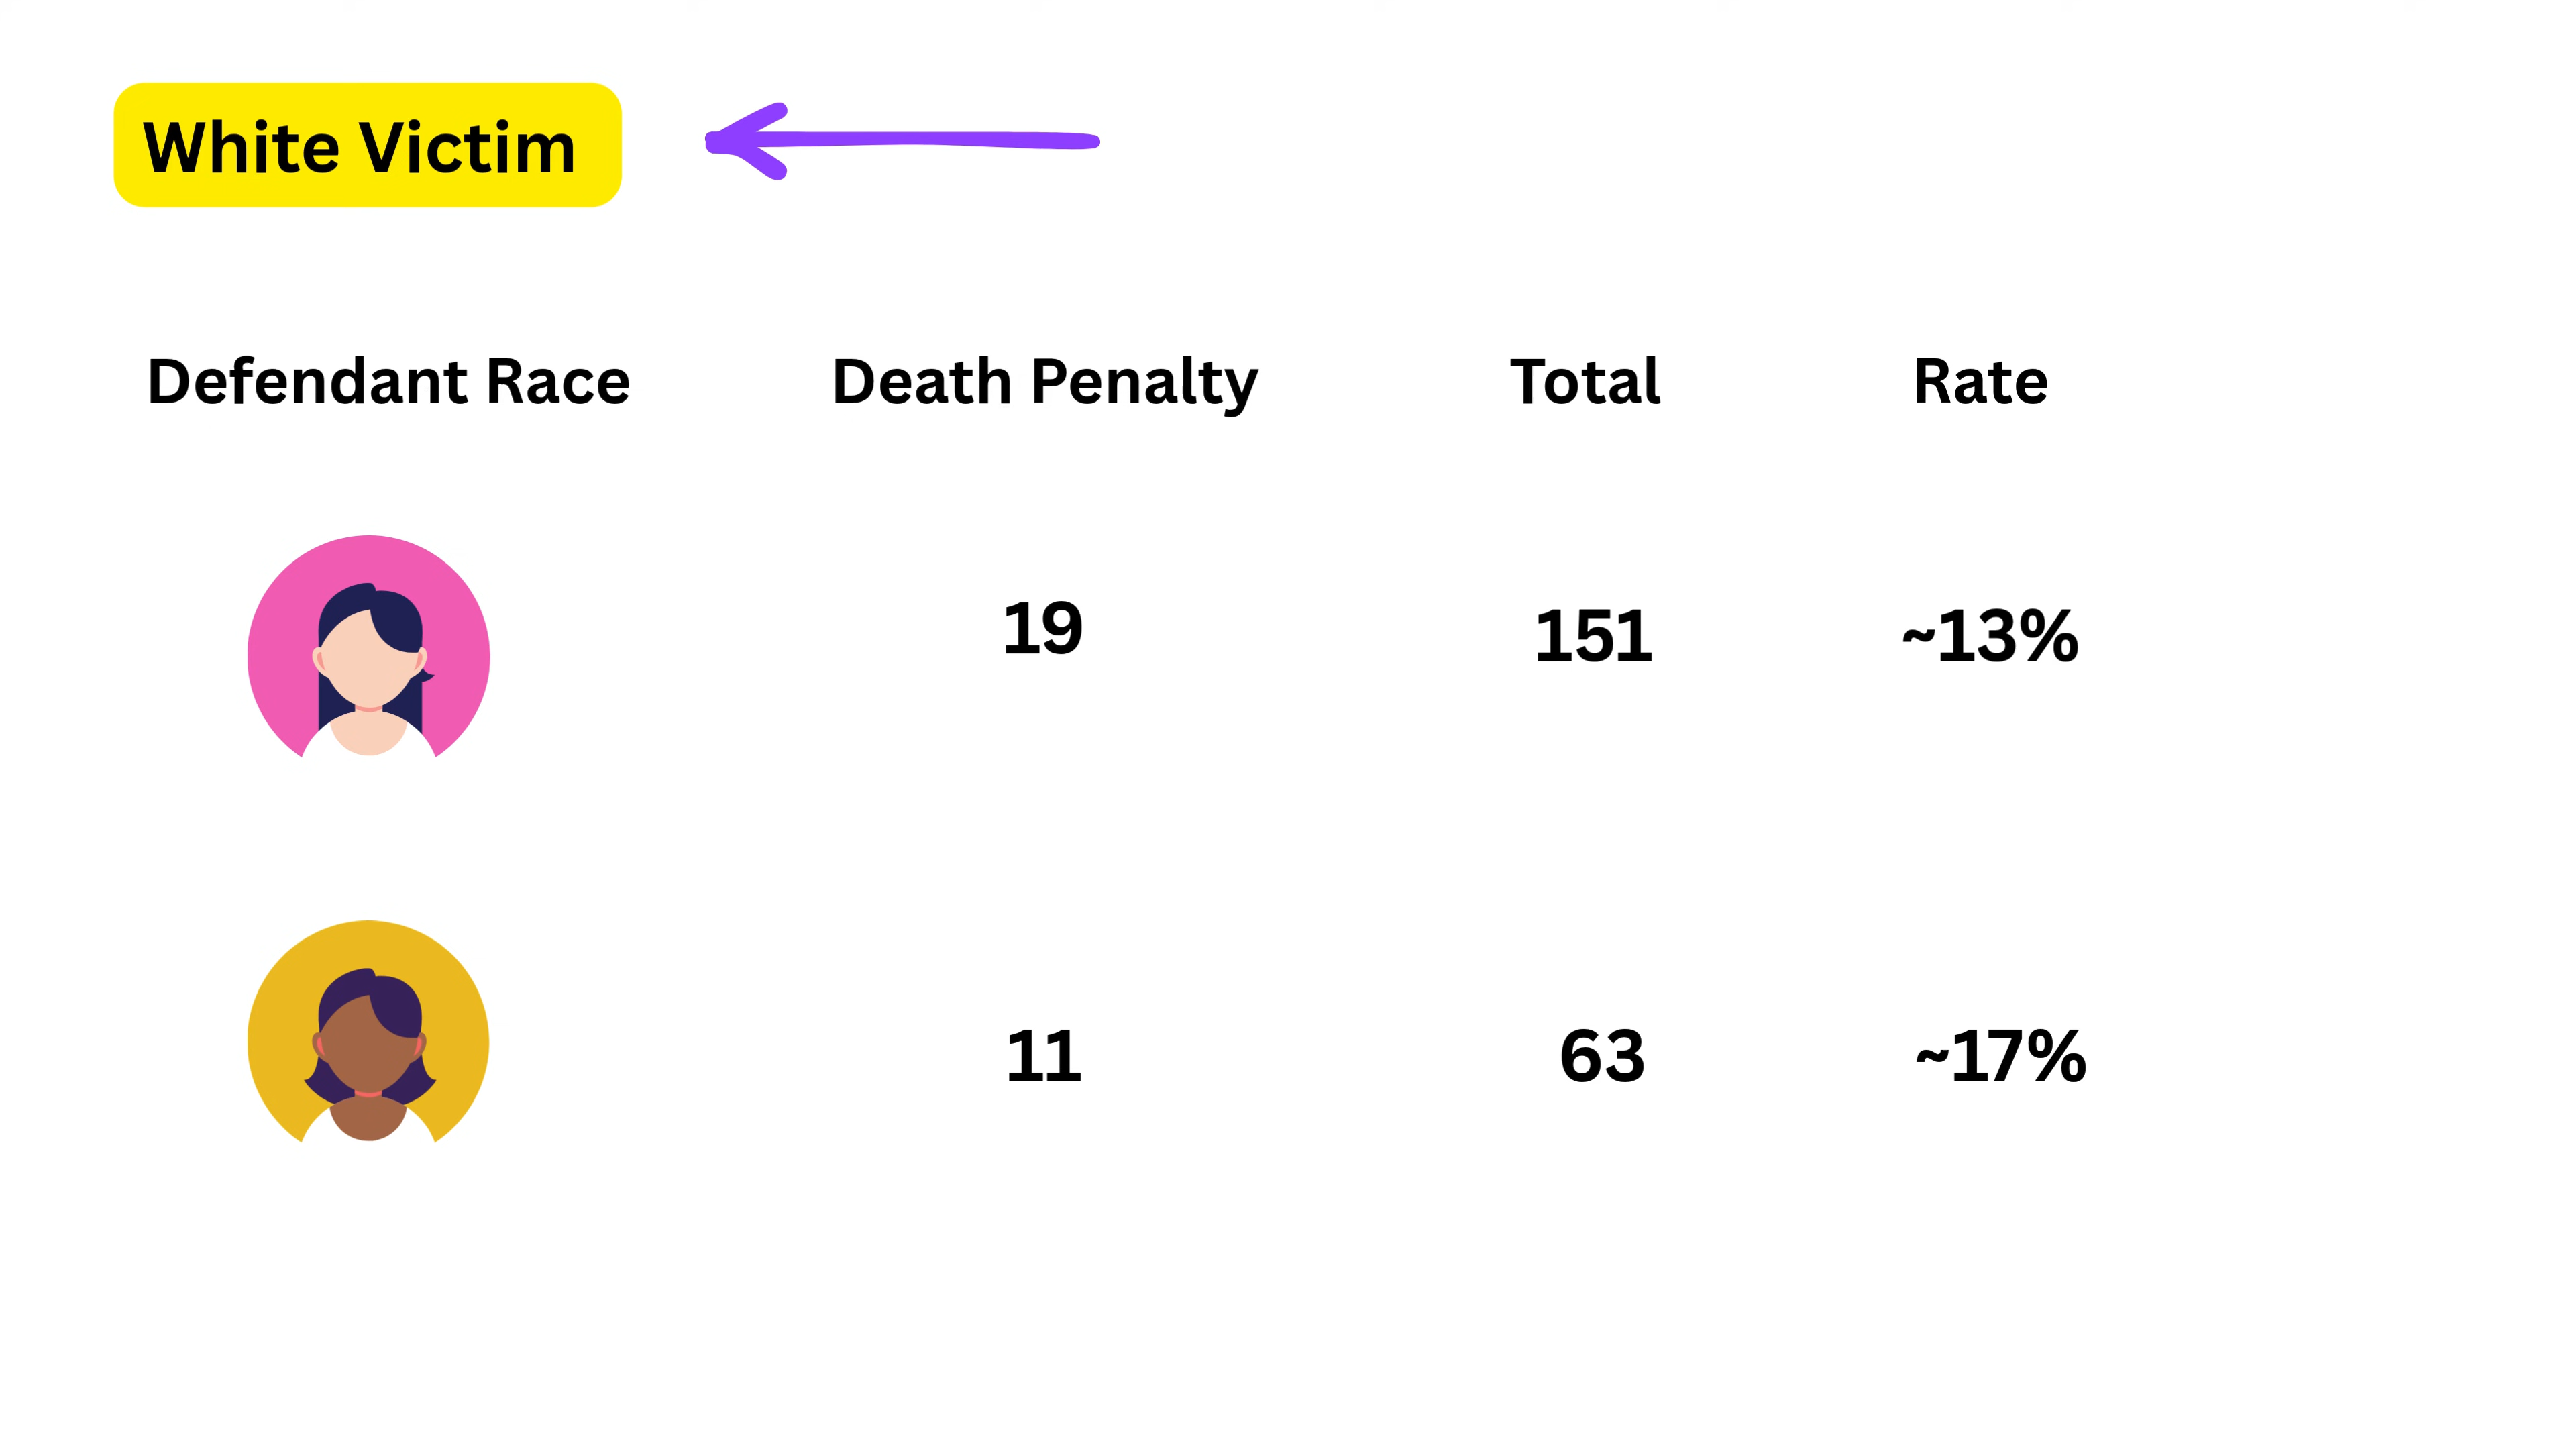 White Victim
Defendant Race Death Penalty Total Rate
19 151 ~13%
11 63 ~17%